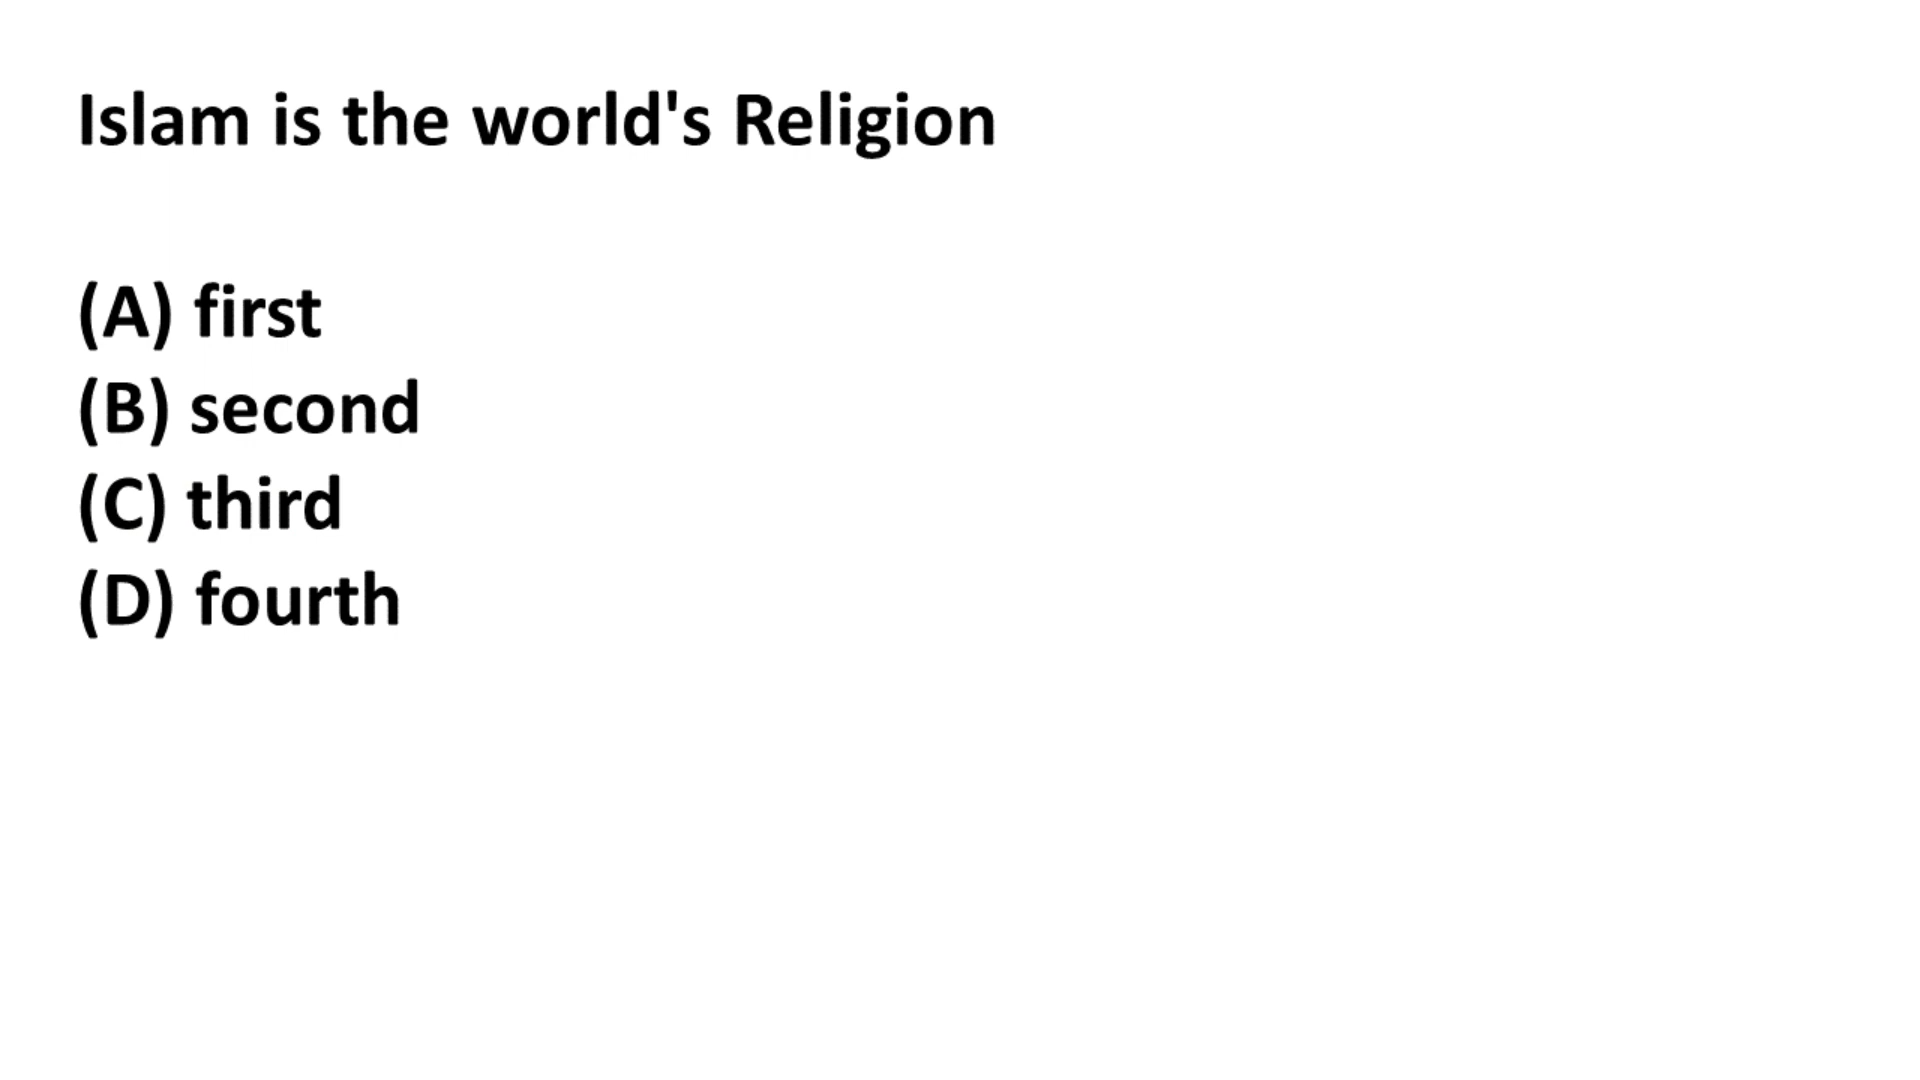 Islam is the world's Religion
(A) first
(B) second
(C) third
(D) fourth